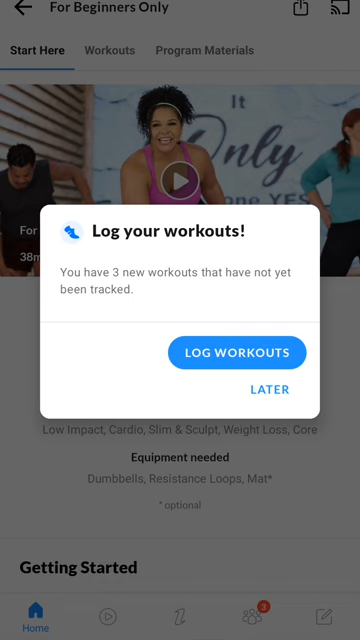 For Beginners Only
Start Here
Workouts
Program Materials
It
Only
one YES
For
38m
Log your workouts!
You have 3 new workouts that have not yet
been tracked.
LOG WORKOUTS
LATER
Low Impact, Cardio, Slim & Sculpt, Weight Loss, Core
Equipment needed
Dumbbells, Resistance Loops, Mat*
* optional
Getting Started
3
Home